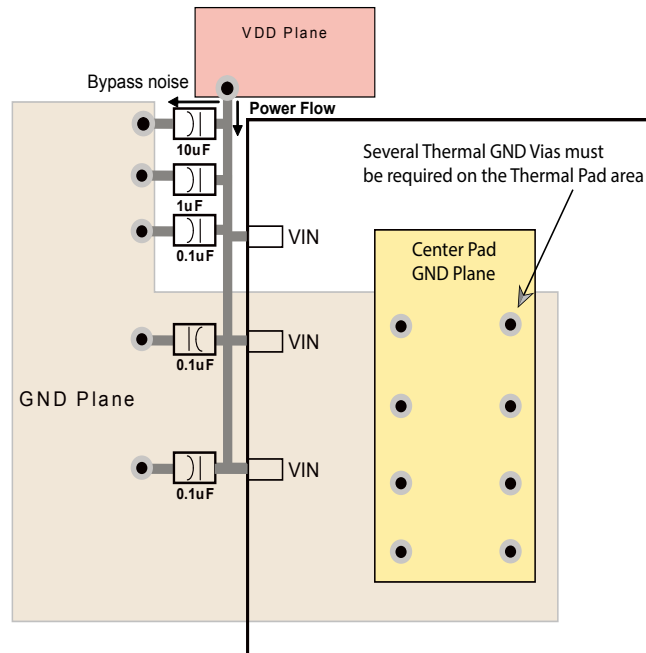 VDD Plane
Bypass noise
Power Flow
10uF
Several Thermal GND Vias must
be required on the Thermal Pad area
1uF
0.1uF
VIN
Center Pad
GND Plane
VIN
0.1uF
GND Plane
VIN
0.1uF